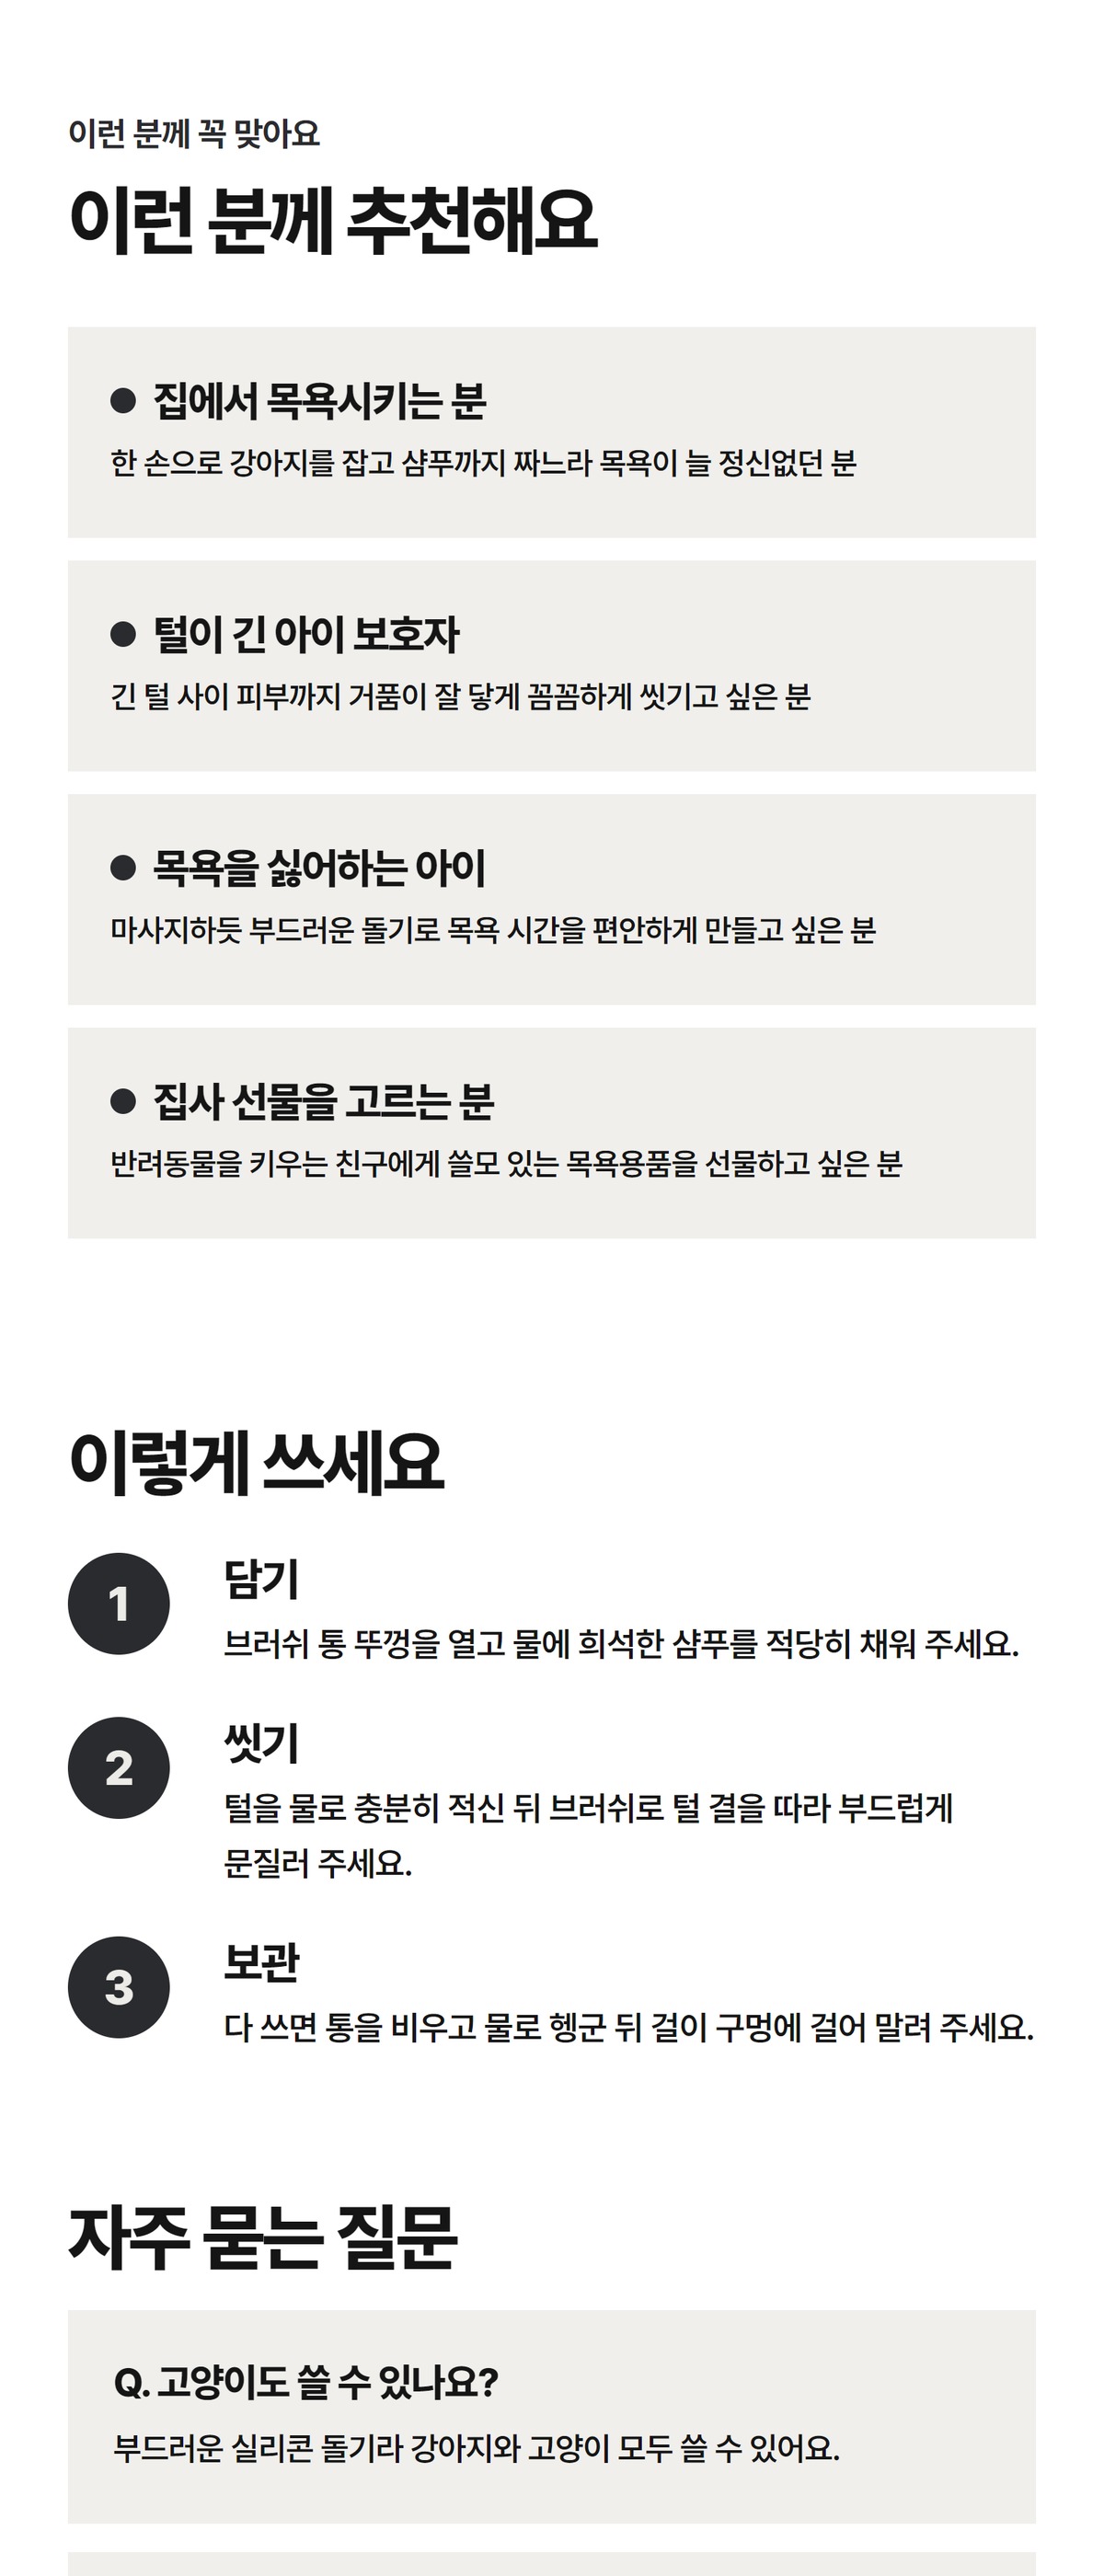 이런 분께 꼭 맞아요
이런 분께 추천해요
집에서 목욕시키는 분
한 손으로 강아지를 잡고 샴푸까지 짜느라 목욕이 늘 정신없던 분
털이 긴 아이 보호자
긴 털 사이 피부까지 거품이 잘 닿게 꼼꼼하게 씻기고 싶은 분
목욕을 싫어하는 아이
마사지하듯 부드러운 돌기로 목욕 시간을 편안하게 만들고 싶은 분
집사 선물을 고르는 분
반려동물을 키우는 친구에게 쓸모 있는 목욕용품을 선물하고 싶은 분
이렇게 쓰세요
1
담기
브러쉬 통 뚜껑을 열고 물에 희석한 샴푸를 적당히 채워 주세요.
2
씻기
털을 물로 충분히 적신 뒤 브러쉬로 털 결을 따라 부드럽게
문질러 주세요.
3
보관
다 쓰면 통을 비우고 물로 헹군 뒤 걸이 구멍에 걸어 말려 주세요.
자주 묻는 질문
Q. 고양이도 쓸 수 있나요?
부드러운 실리콘 돌기라 강아지와 고양이 모두 쓸 수 있어요.